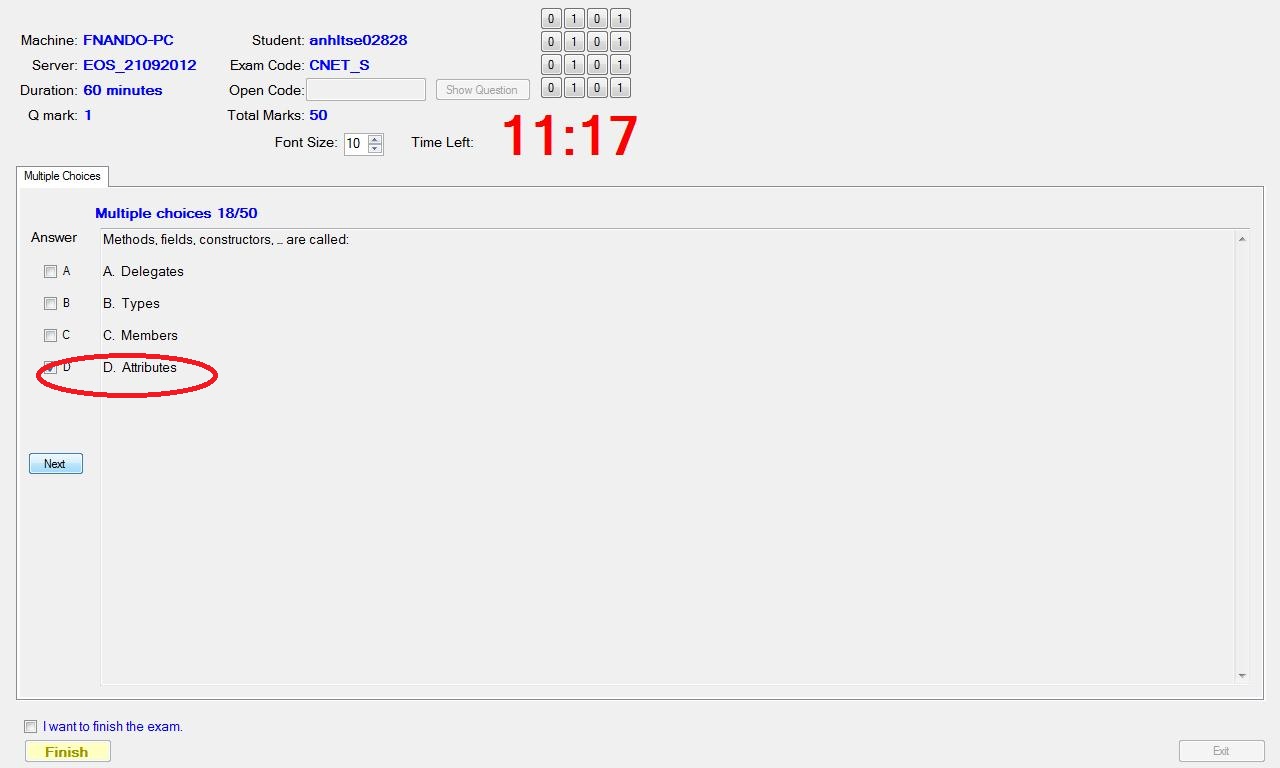 0 1 0 1
Machine: FNANDO-PC Student: anhltse02828 0 1 0 1
Server: EOS_21092012 Exam Code: CNET_S 0 1 0 1
Duration: 60 minutes Open Code: Show Question 0 1 0 1
Q mark: 1 Total Marks: 50
Font Size: 10 Time Left: 11:17
Multiple Choices
Multiple choices 18/50
Answer
Methods, fields, constructors, ... are called:
A A. Delegates
B B. Types
C C. Members
D D. Attributes
Next
I want to finish the exam.
Finish Exit